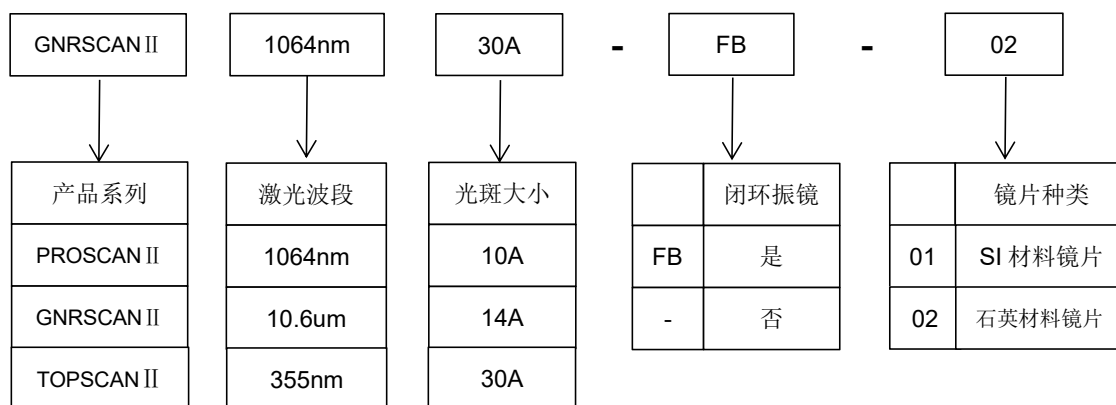 GNRSCANⅡ 1064nm 30A - FB - 02
产品系列 激光波段 光斑大小 闭环振镜 镜片种类
PROSCANⅡ 1064nm 10A FB 是 01 SI 材料镜片
GNRSCANⅡ 10.6um 14A - 否 02 石英材料镜片
TOPSCANⅡ 355nm 30A